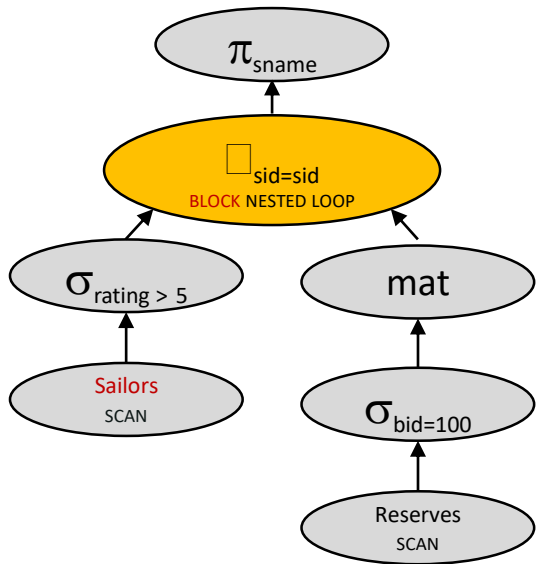 π sname
□ sid=sid
BLOCK NESTED LOOP
σ rating > 5
mat
Sailors
SCAN
σ bid=100
Reserves
SCAN